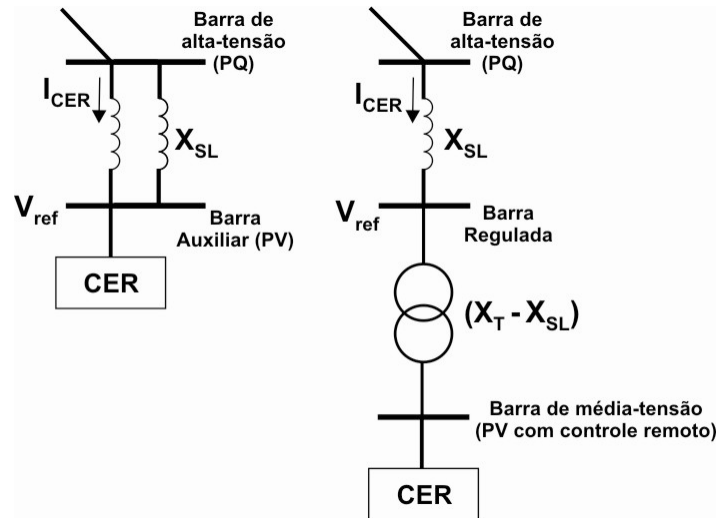 Barra de
alta-tensão
(PQ)
I_CER
X_SL
V_ref
Barra
Auxiliar (PV)
CER
Barra de
alta-tensão
(PQ)
I_CER
X_SL
V_ref
Barra
Regulada
(X_T - X_SL)
Barra de média-tensão
(PV com controle remoto)
CER